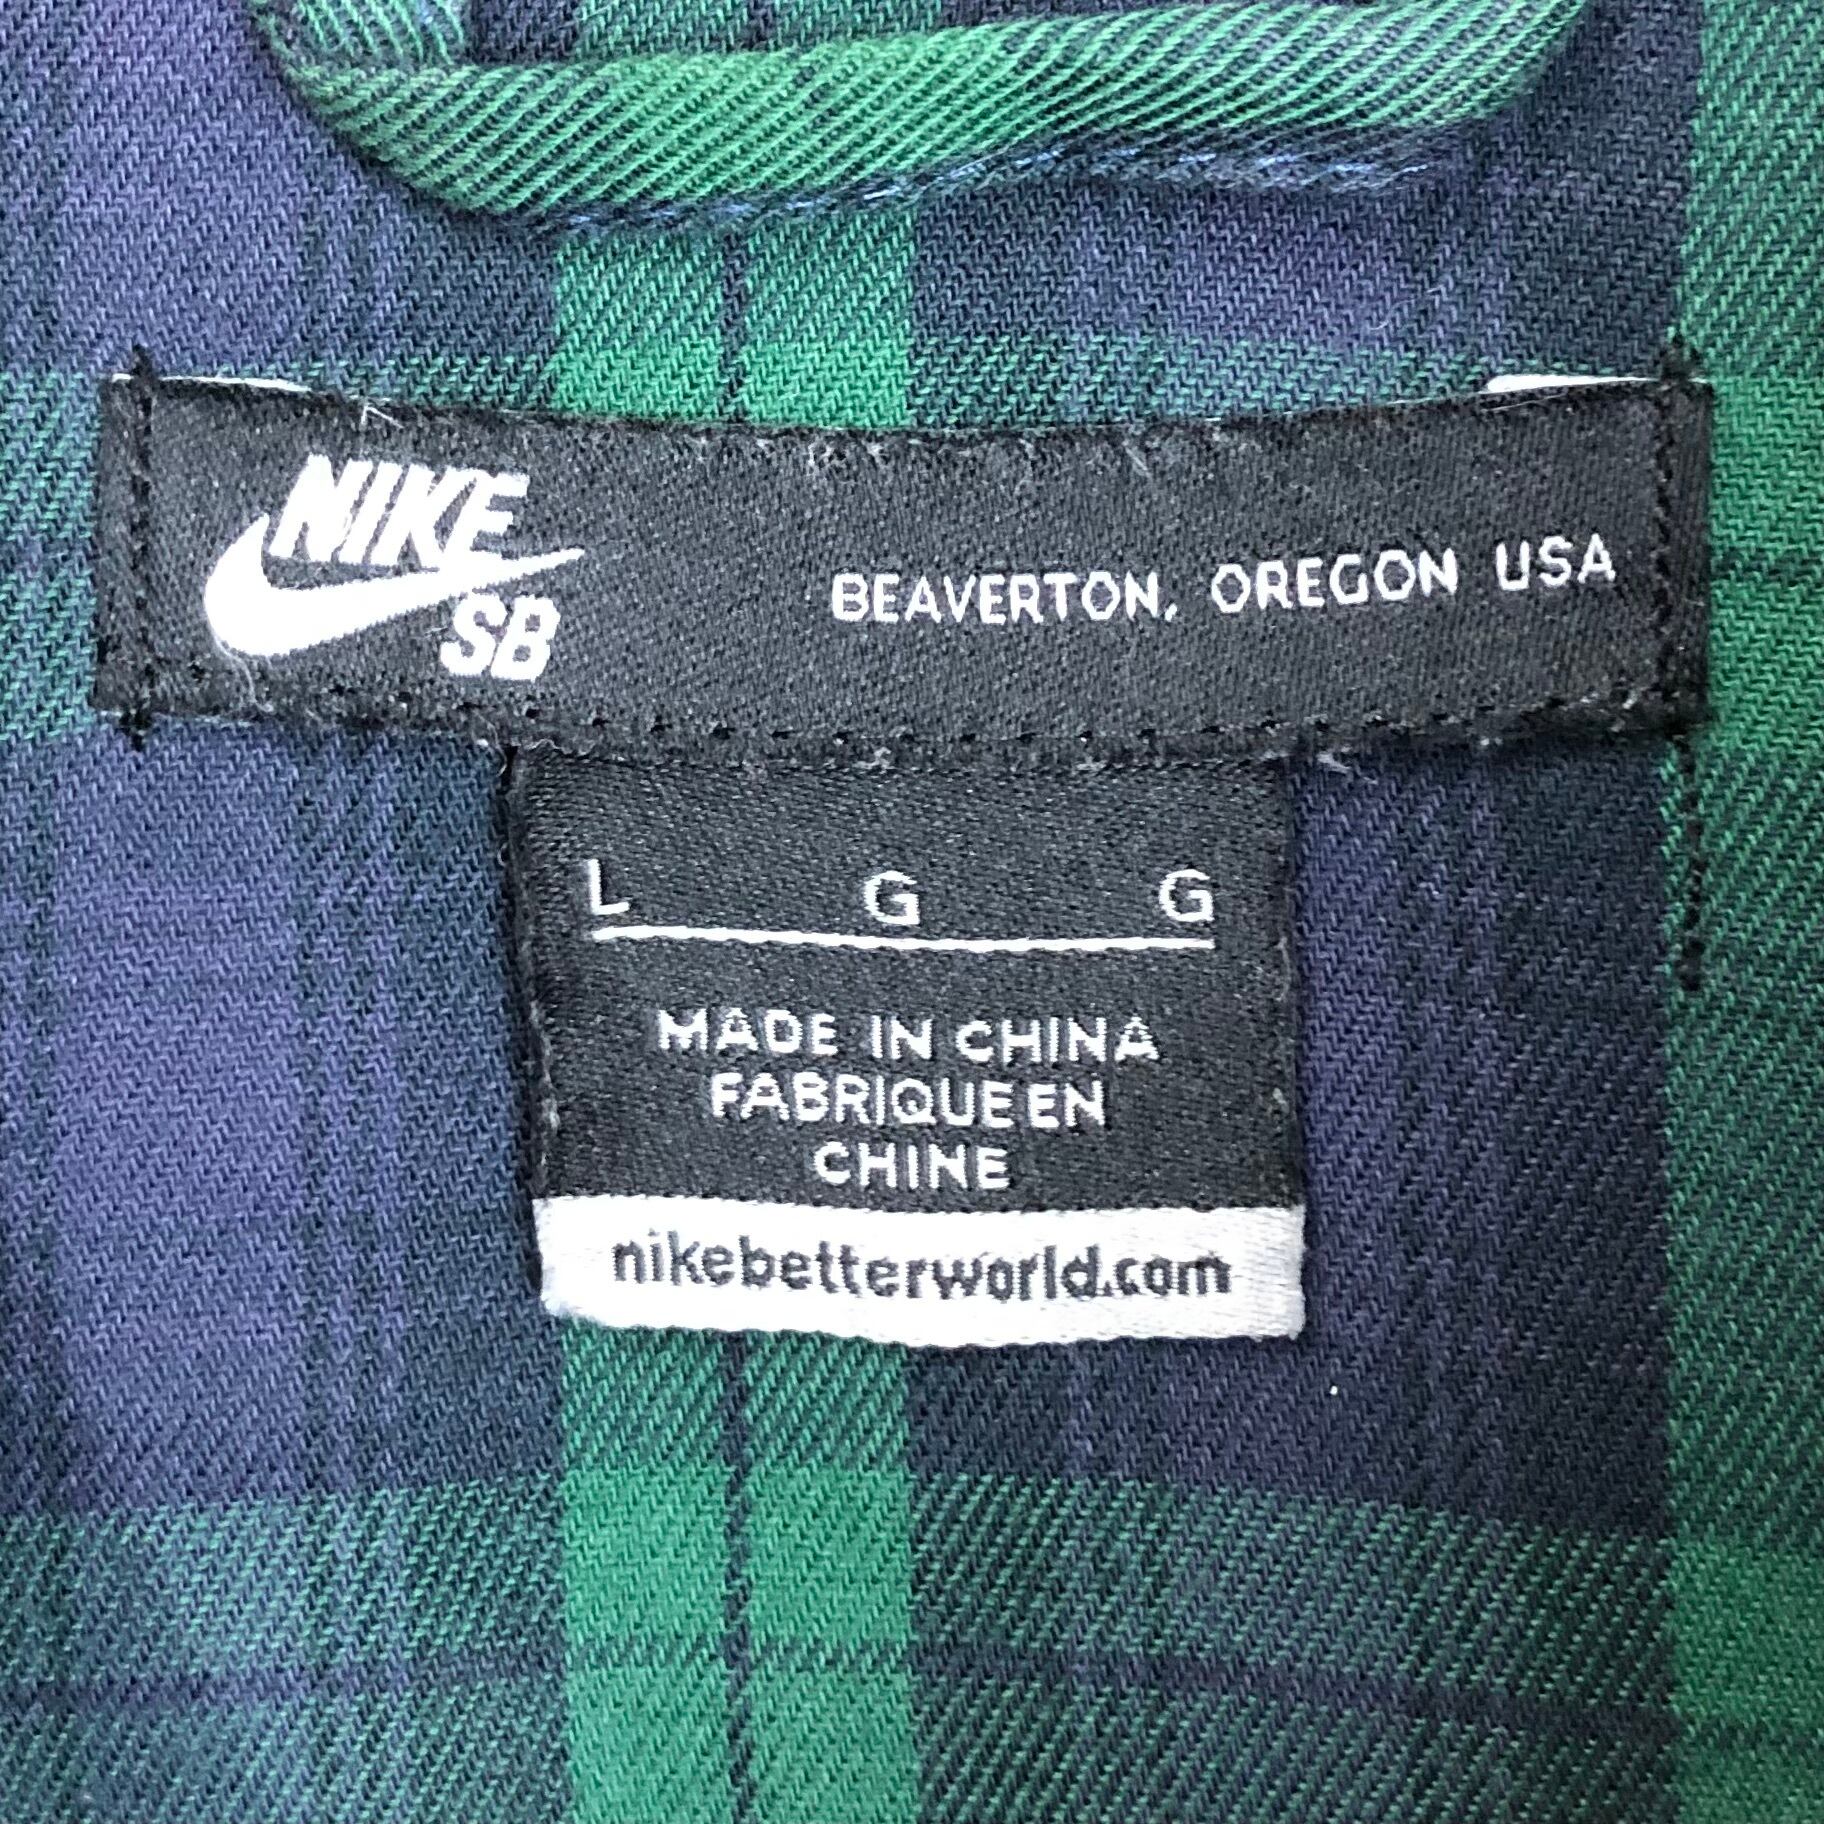 NIKE
SB
BEAVERTON, OREGON USA
L G G
MADE IN CHINA
FABRIQUE EN
CHINE
nikebetterworld.com